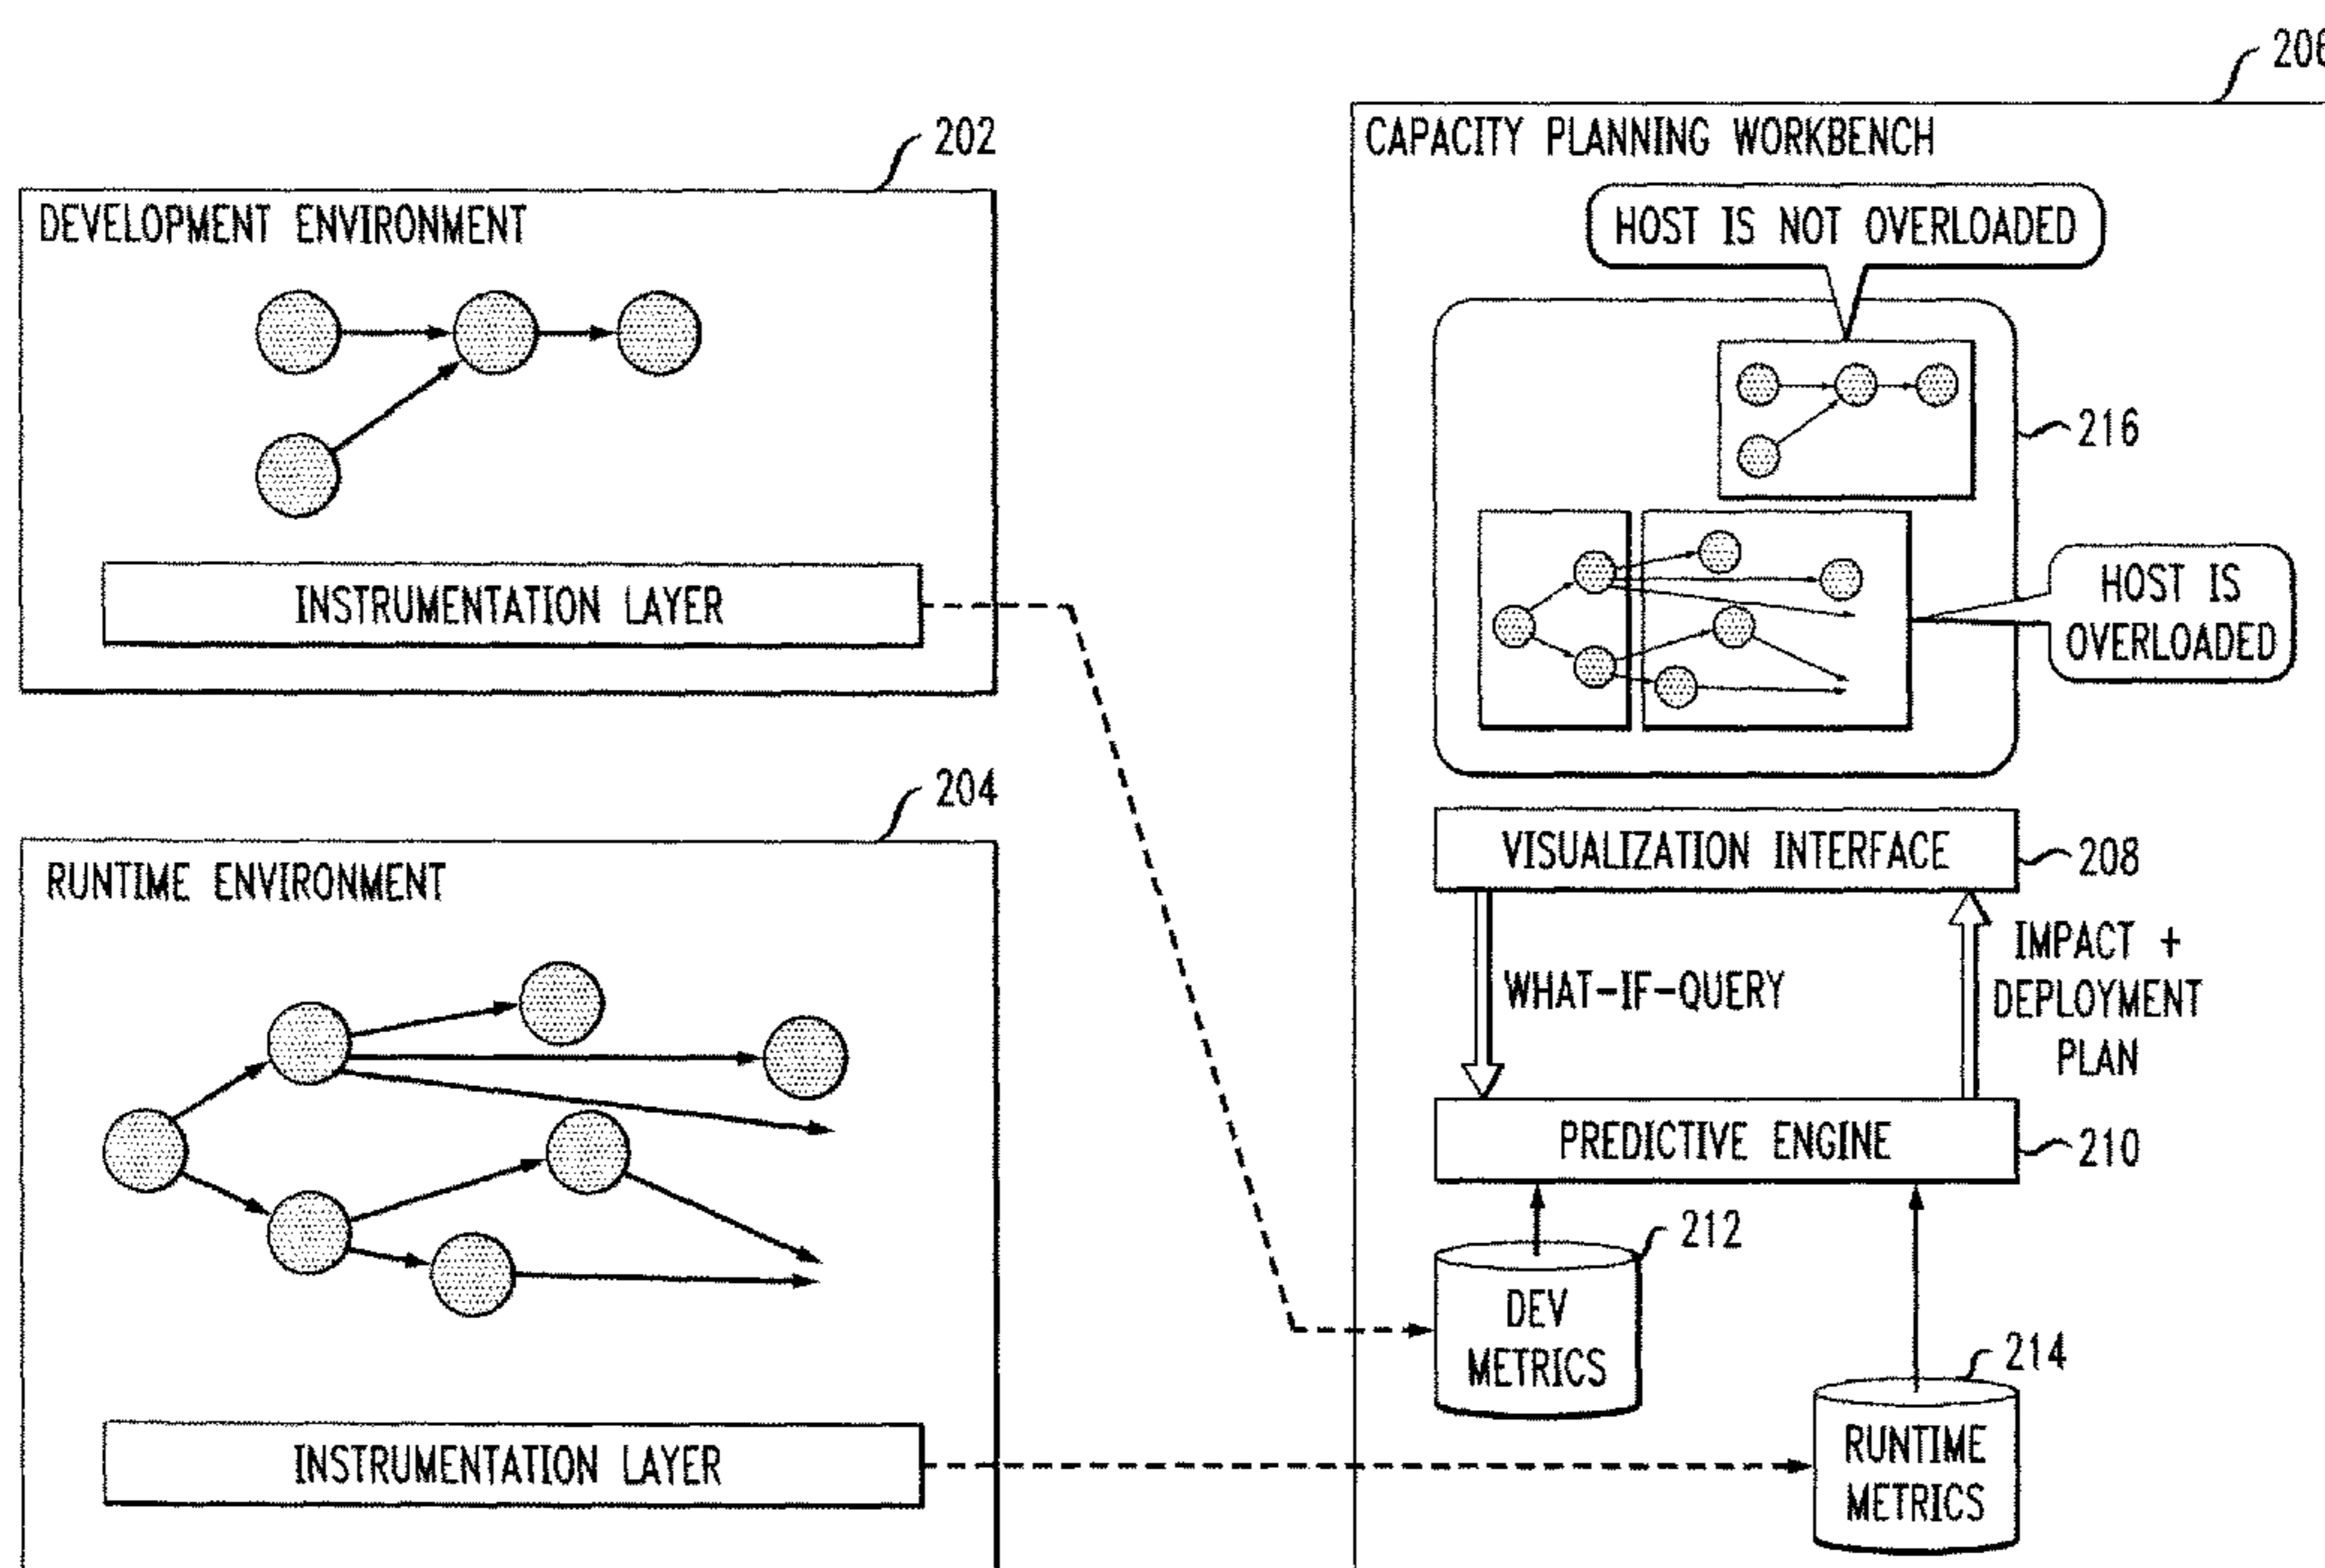 206
202
CAPACITY PLANNING WORKBENCH
DEVELOPMENT ENVIRONMENT
HOST IS NOT OVERLOADED
216
INSTRUMENTATION LAYER
HOST IS
OVERLOADED
204
RUNTIME ENVIRONMENT
VISUALIZATION INTERFACE
208
WHAT-IF-QUERY
IMPACT +
DEPLOYMENT
PLAN
PREDICTIVE ENGINE
210
212
DEV
METRICS
214
INSTRUMENTATION LAYER
RUNTIME
METRICS